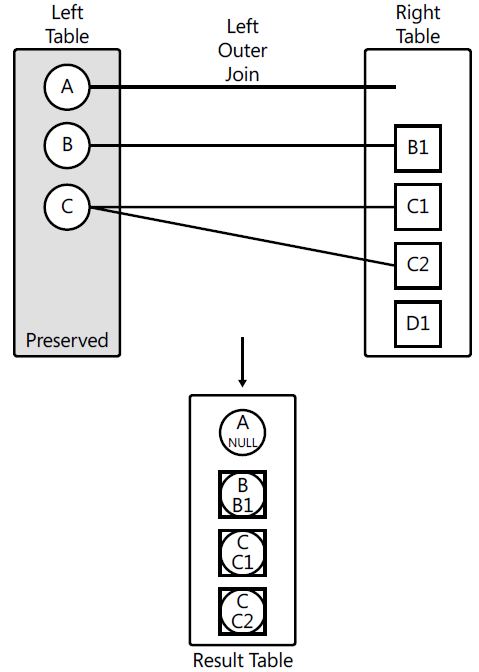 Left
Table
Left
Outer
Join
Right
Table
A
B
C
Preserved
B1
C1
C2
D1
A
NULL
B
B1
C
C1
C
C2
Result Table